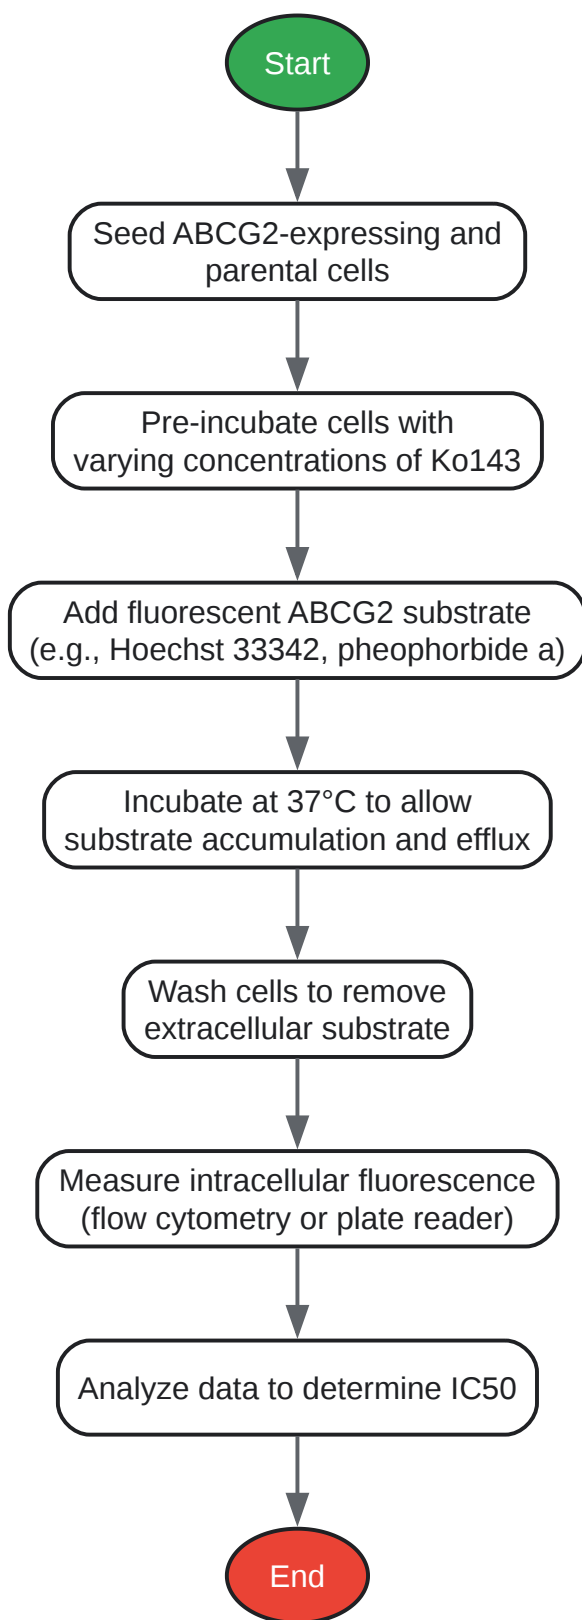 Start
Seed ABCG2-expressing and
parental cells
Pre-incubate cells with
varying concentrations of Ko143
Add fluorescent ABCG2 substrate
(e.g., Hoechst 33342, pheophorbide a)
Incubate at 37°C to allow
substrate accumulation and efflux
Wash cells to remove
extracellular substrate
Measure intracellular fluorescence
(flow cytometry or plate reader)
Analyze data to determine IC50
End